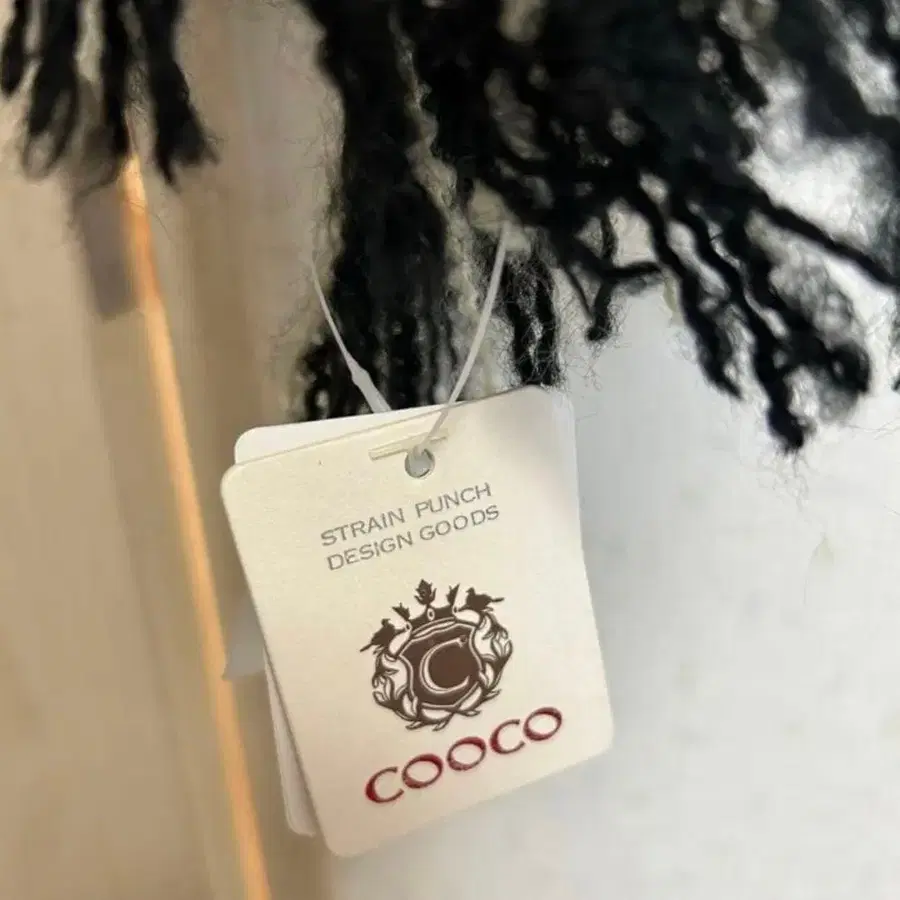 STRAIN PUNCH
DESIGN GOODS
C
COOCO